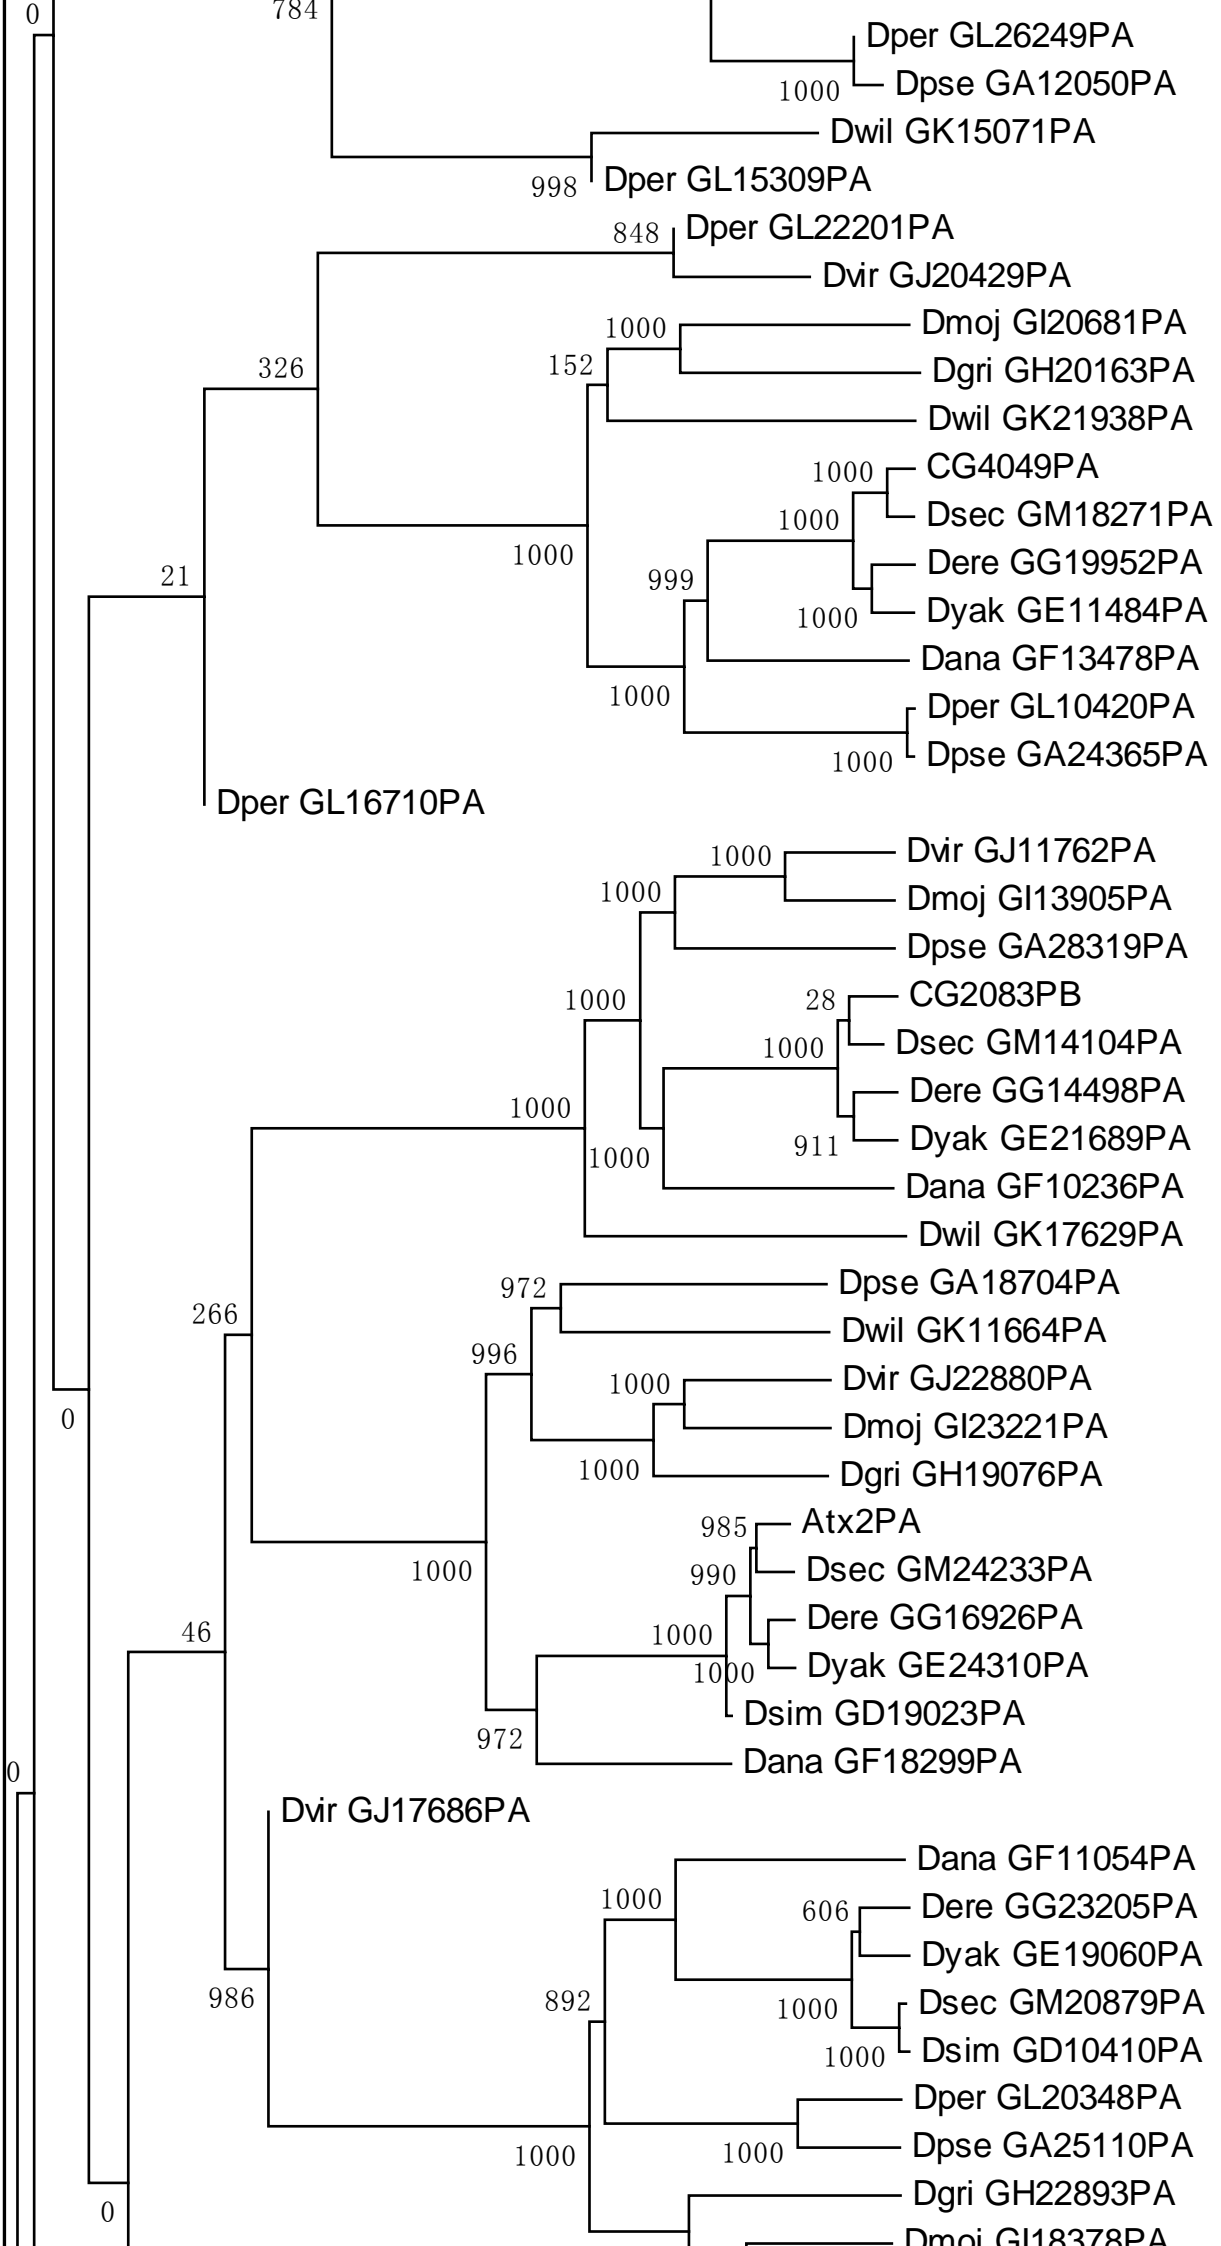 0
784
Dper GL26249PA
Dpse GA12050PA
1000
Dwil GK15071PA
Dper GL15309PA
998
Dper GL22201PA
848
Dvir GJ20429PA
Dmoj GI20681PA
1000
Dgri GH20163PA
152
326
Dwil GK21938PA
CG4049PA
1000
Dsec GM18271PA
1000
1000
Dere GG19952PA
999
21
Dyak GE11484PA
1000
Dana GF13478PA
1000
Dper GL10420PA
Dpse GA24365PA
1000
Dper GL16710PA
Dvir GJ11762PA
1000
Dmoj GI13905PA
1000
Dpse GA28319PA
CG2083PB
28
1000
Dsec GM14104PA
1000
Dere GG14498PA
1000
Dyak GE21689PA
911
1000
Dana GF10236PA
Dwil GK17629PA
Dpse GA18704PA
972
266
Dwil GK11664PA
996
Dvir GJ22880PA
1000
0
Dmoj GI23221PA
Dgri GH19076PA
1000
Atx2PA
985
Dsec GM24233PA
1000
990
Dere GG16926PA
46
1000
Dyak GE24310PA
1000
Dsim GD19023PA
972
Dana GF18299PA
0
Dvir GJ17686PA
Dana GF11054PA
1000
Dere GG23205PA
606
Dyak GE19060PA
986
892
Dsec GM20879PA
1000
Dsim GD10410PA
1000
Dper GL20348PA
Dpse GA25110PA
1000
1000
Dgri GH22893PA
0
Dmoj GI18378PA